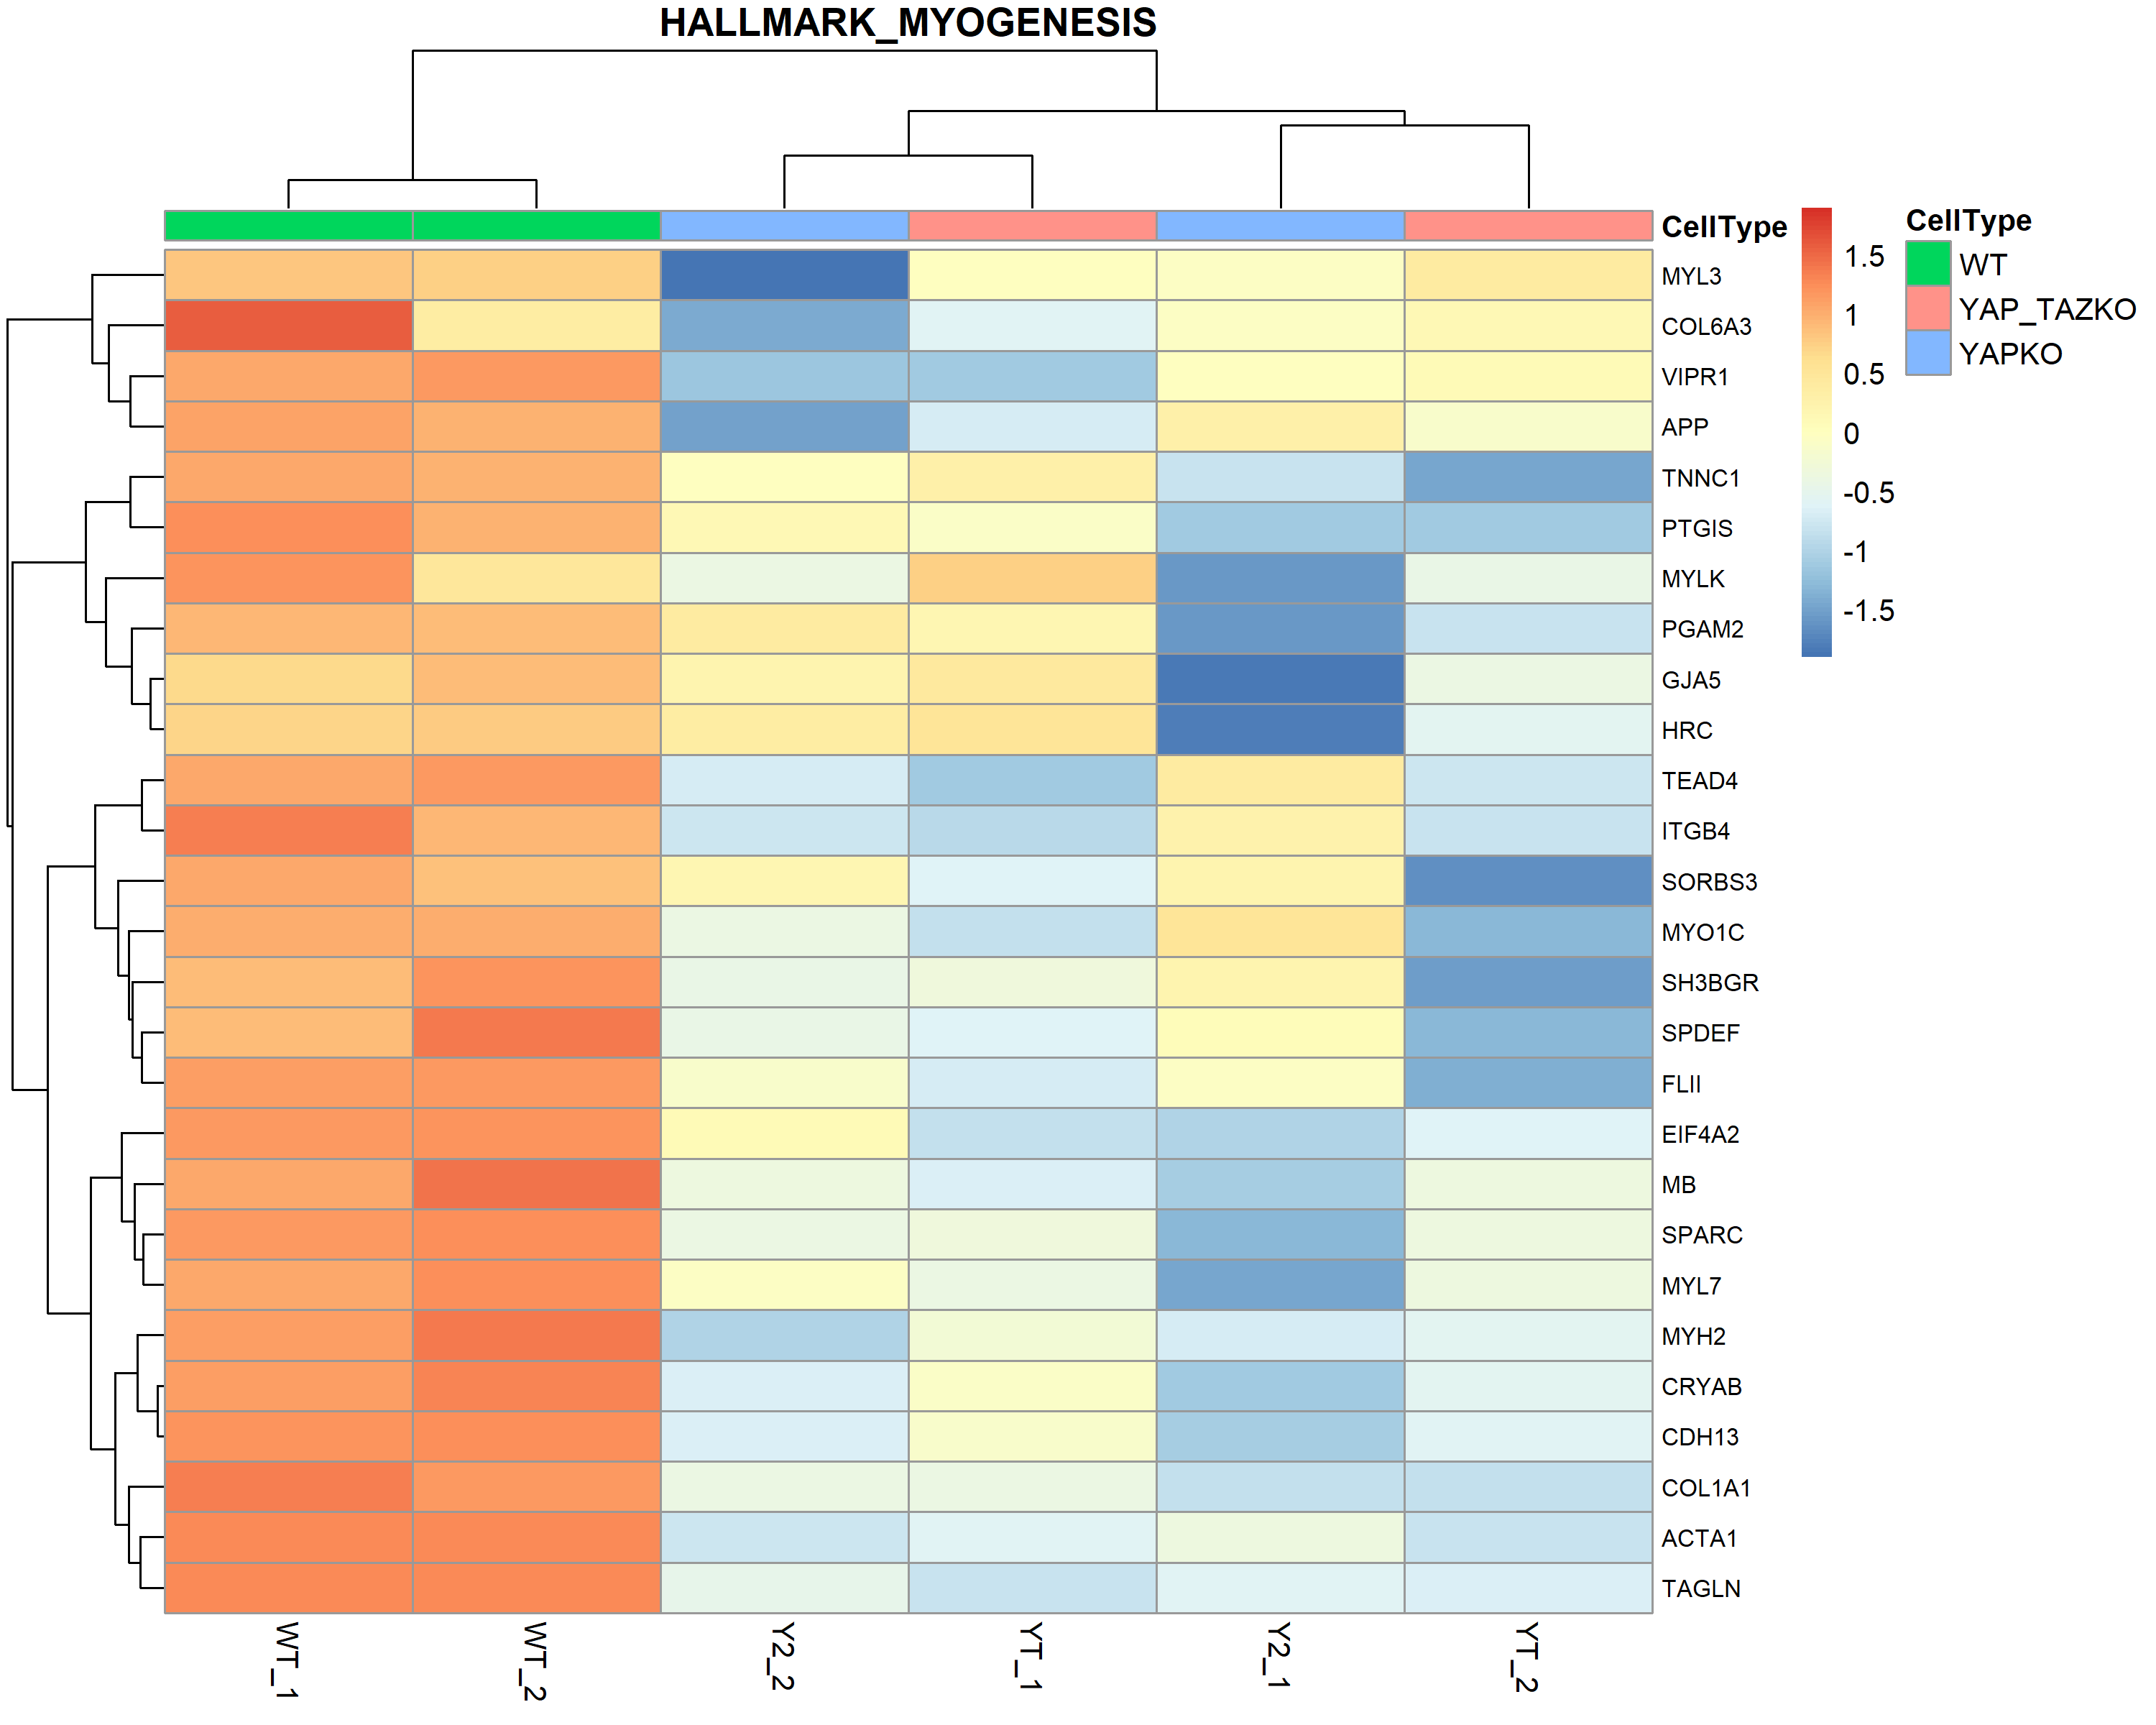 HALLMARK_MYOGENESIS
CellType
MYL3
COL6A3
VIPR1
APP
TNNC1
PTGIS
MYLK
PGAM2
GJA5
HRC
TEAD4
ITGB4
SORBS3
MYO1C
SH3BGR
SPDEF
FLII
EIF4A2
MB
SPARC
MYL7
MYH2
CRYAB
CDH13
COL1A1
ACTA1
TAGLN
WT_1
WT_2
Y2_2
YT_1
Y2_1
YT_2
1.5
1
0.5
0
-0.5
-1
-1.5
CellType
WT
YAP_TAZKO
YAPKO